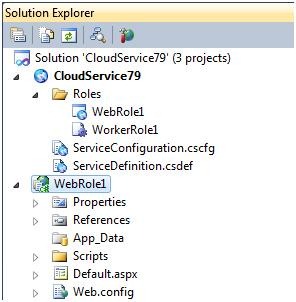 Solution Explorer
Solution 'CloudService79' (3 projects)
CloudService79
Roles
WebRole1
WorkerRole1
ServiceConfiguration.cscfg
ServiceDefinition.csdef
WebRole1
Properties
References
App_Data
Scripts
Default.aspx
Web.config